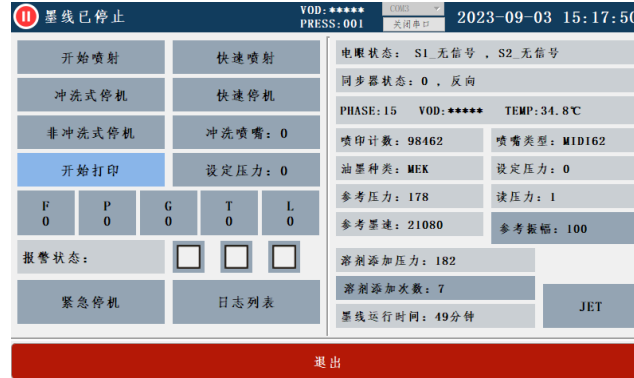 墨线已停止
VOD:*****
PRESS:001
COM3
关闭串口
2023-09-03 15:17:50
开始喷射
快速喷射
冲洗式停机
快速停机
非冲洗式停机
冲洗喷嘴: 0
开始打印
设定压力: 0
F P G T L
0 0 0 0 0
报警状态:
紧急停机
日志列表
电眼状态: S1_无信号 , S2_无信号
同步器状态: 0 , 反向
PHASE:15 VOD:***** TEMP:34.8℃
喷印计数: 98462
喷嘴类型: MIDI62
油墨种类: MEK
设定压力: 0
参考压力: 178
读压力: 1
参考墨速: 21080
参考振幅: 100
溶剂添加压力: 182
溶剂添加次数: 7
墨线运行时间: 49分钟
JET
退出